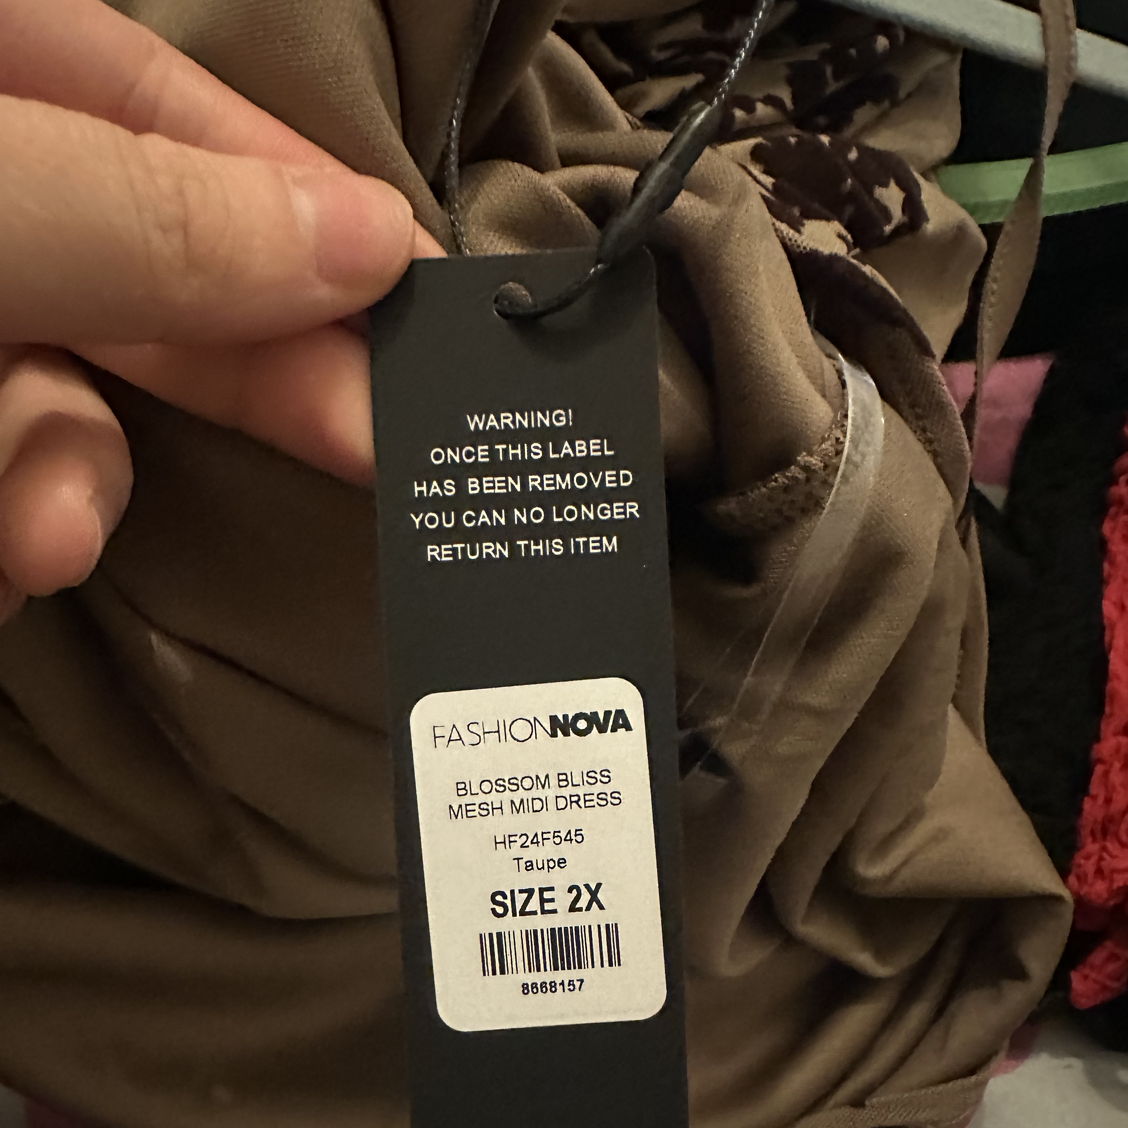 WARNING!
ONCE THIS LABEL
HAS BEEN REMOVED
YOU CAN NO LONGER
RETURN THIS ITEM
FASHIONNOVA
BLOSSOM BLISS
MESH MIDI DRESS
HF24F545
Taupe
SIZE 2X
8668157